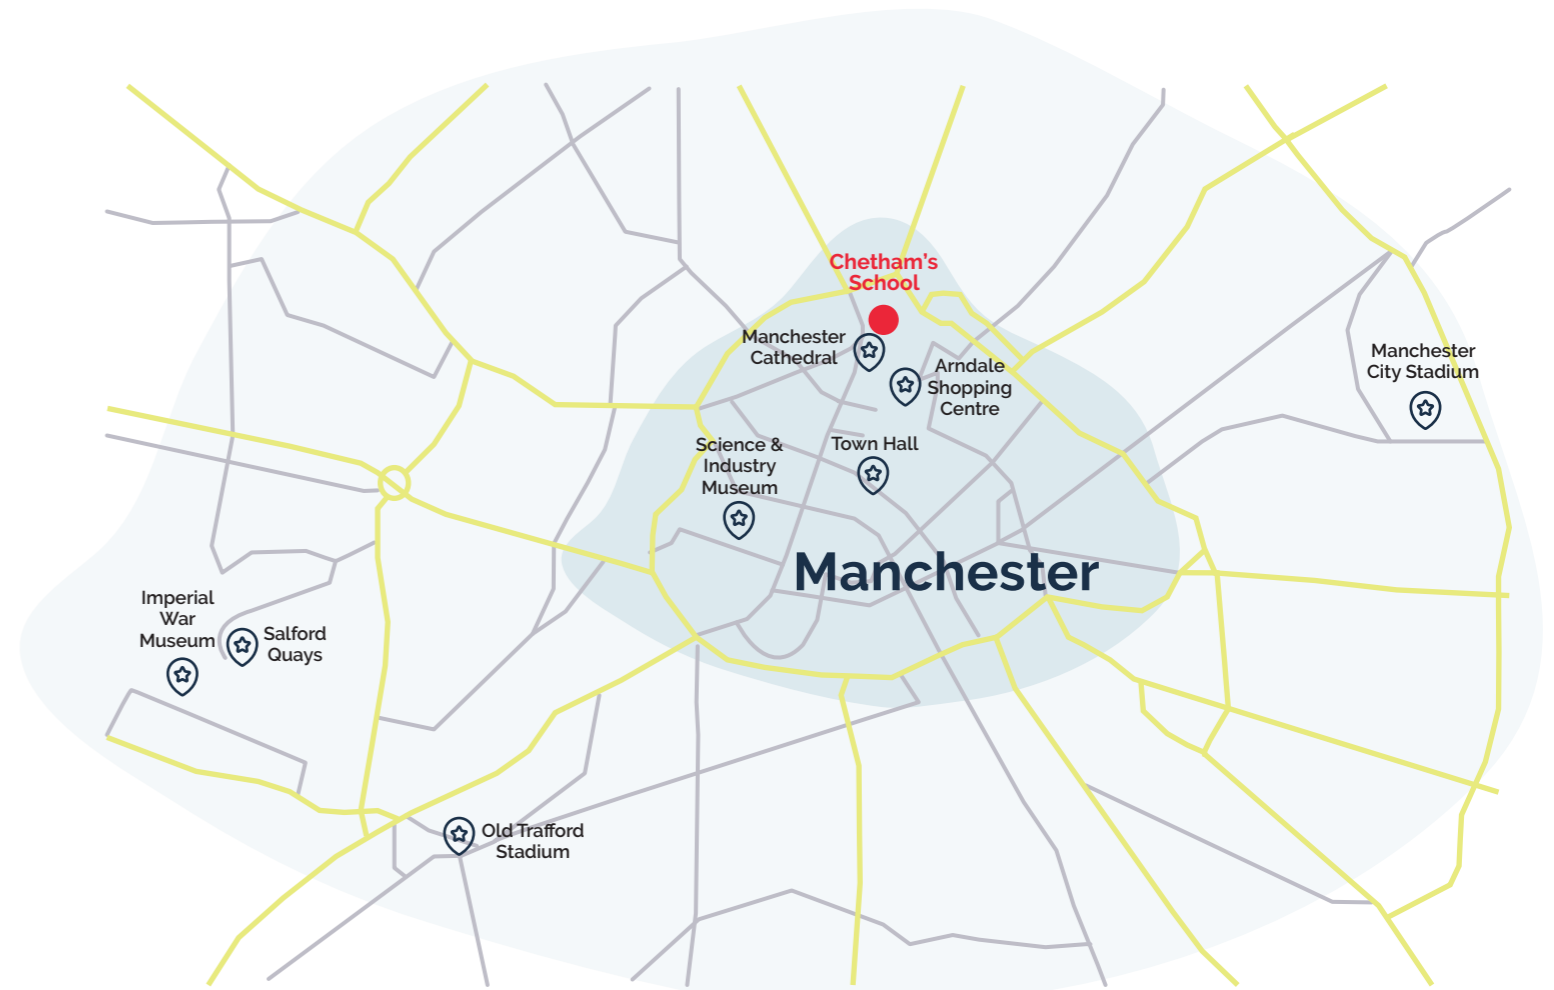 Chetham’s
School
Manchester
Cathedral
Arndale
Shopping
Centre
Manchester
City Stadium
Science &
Industry
Museum
Town Hall
Manchester
Imperial
War
Museum
Salford
Quays
Old Trafford
Stadium